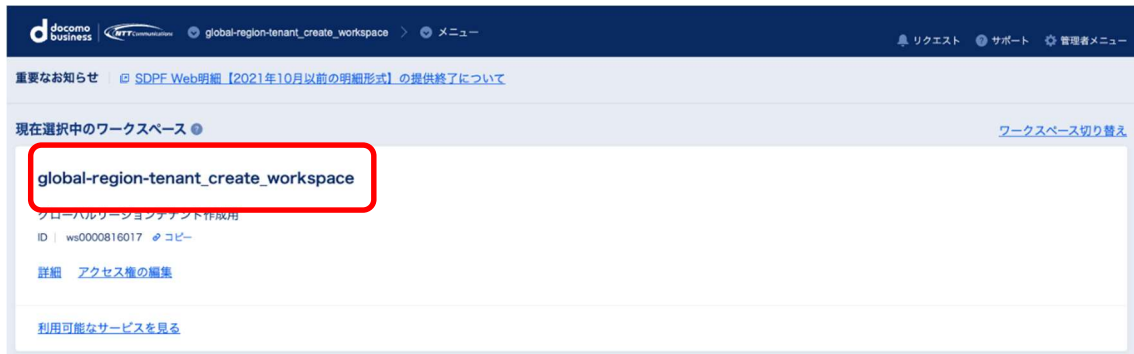 docomo business NTT Communications global-region-tenant_create_workspace > メニュー リクエスト サポート 管理者メニュー
重要なお知らせ SDPF Web明細【2021年10月以前の明細形式】の提供終了について
現在選択中のワークスペース ワークスペース切り替え
global-region-tenant_create_workspace
グローバルリージョンテナント作成用
ID ws0000816017 コピー
詳細 アクセス権の編集
利用可能なサービスを見る